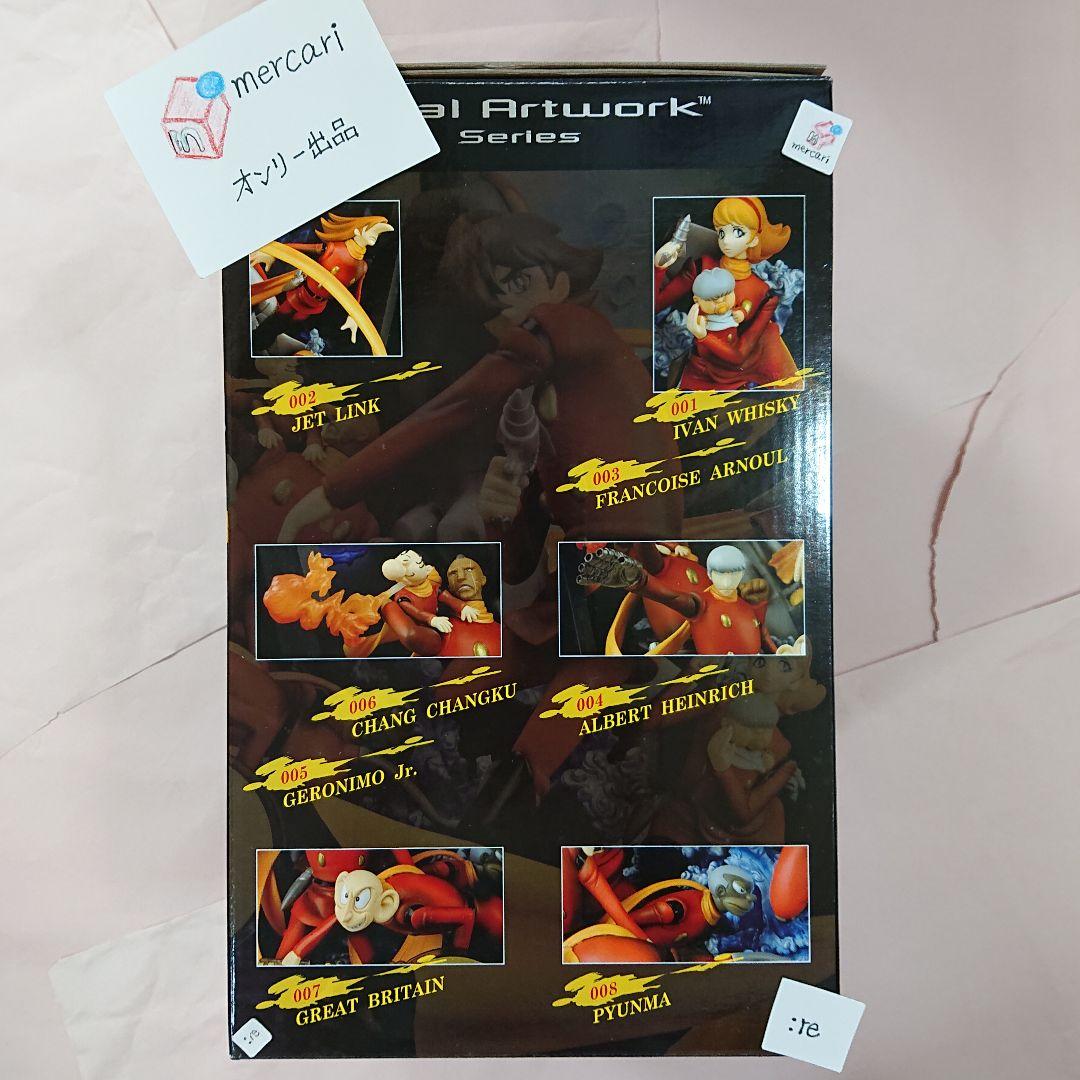 mercari
オンリー出品
al Artwork™
Series
mercari
002
JET LINK
001
IVAN WHISKY
003
FRANCOISE ARNOUL
006
CHANG CHANGKU
004
ALBERT HEINRICH
005
GERONIMO Jr.
007
GREAT BRITAIN
008
PYUNMA
:re
:re